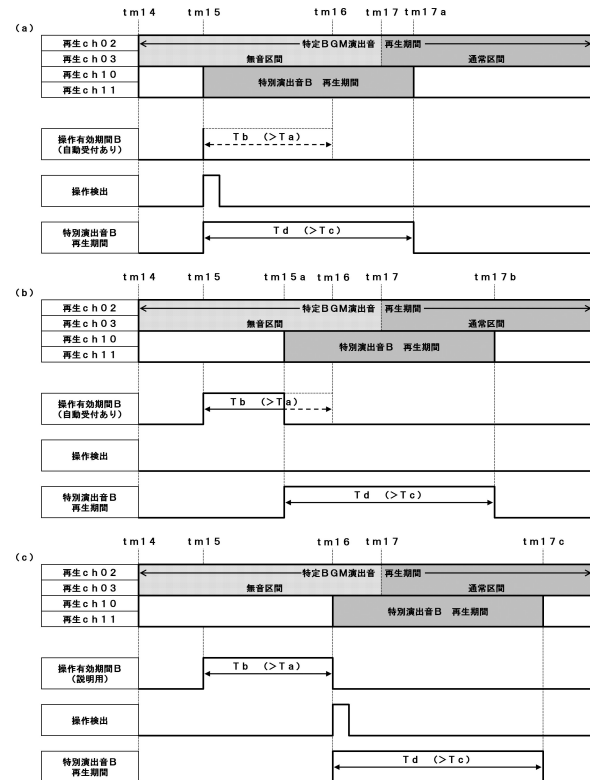 tm14 tm15 tm16 tm17 tm17a
(a)
再生ch02
再生ch03
再生ch10
再生ch11
特定BGM演出音 再生期間
無音区間 通常区間
特別演出音B 再生期間
操作有効期間B
(自動受付あり)
Tb (>Ta)
操作検出
特別演出音B
再生期間
Td (>Tc)
tm14 tm15 tm15a tm16 tm17 tm17b
(b)
再生ch02
再生ch03
再生ch10
再生ch11
特定BGM演出音 再生期間
無音区間 通常区間
特別演出音B 再生期間
操作有効期間B
(自動受付あり)
Tb (>Ta)
操作検出
特別演出音B
再生期間
Td (>Tc)
tm14 tm15 tm16 tm17 tm17c
(c)
再生ch02
再生ch03
再生ch10
再生ch11
特定BGM演出音 再生期間
無音区間 通常区間
特別演出音B 再生期間
操作有効期間B
(説明用)
Tb (>Ta)
操作検出
特別演出音B
再生期間
Td (>Tc)